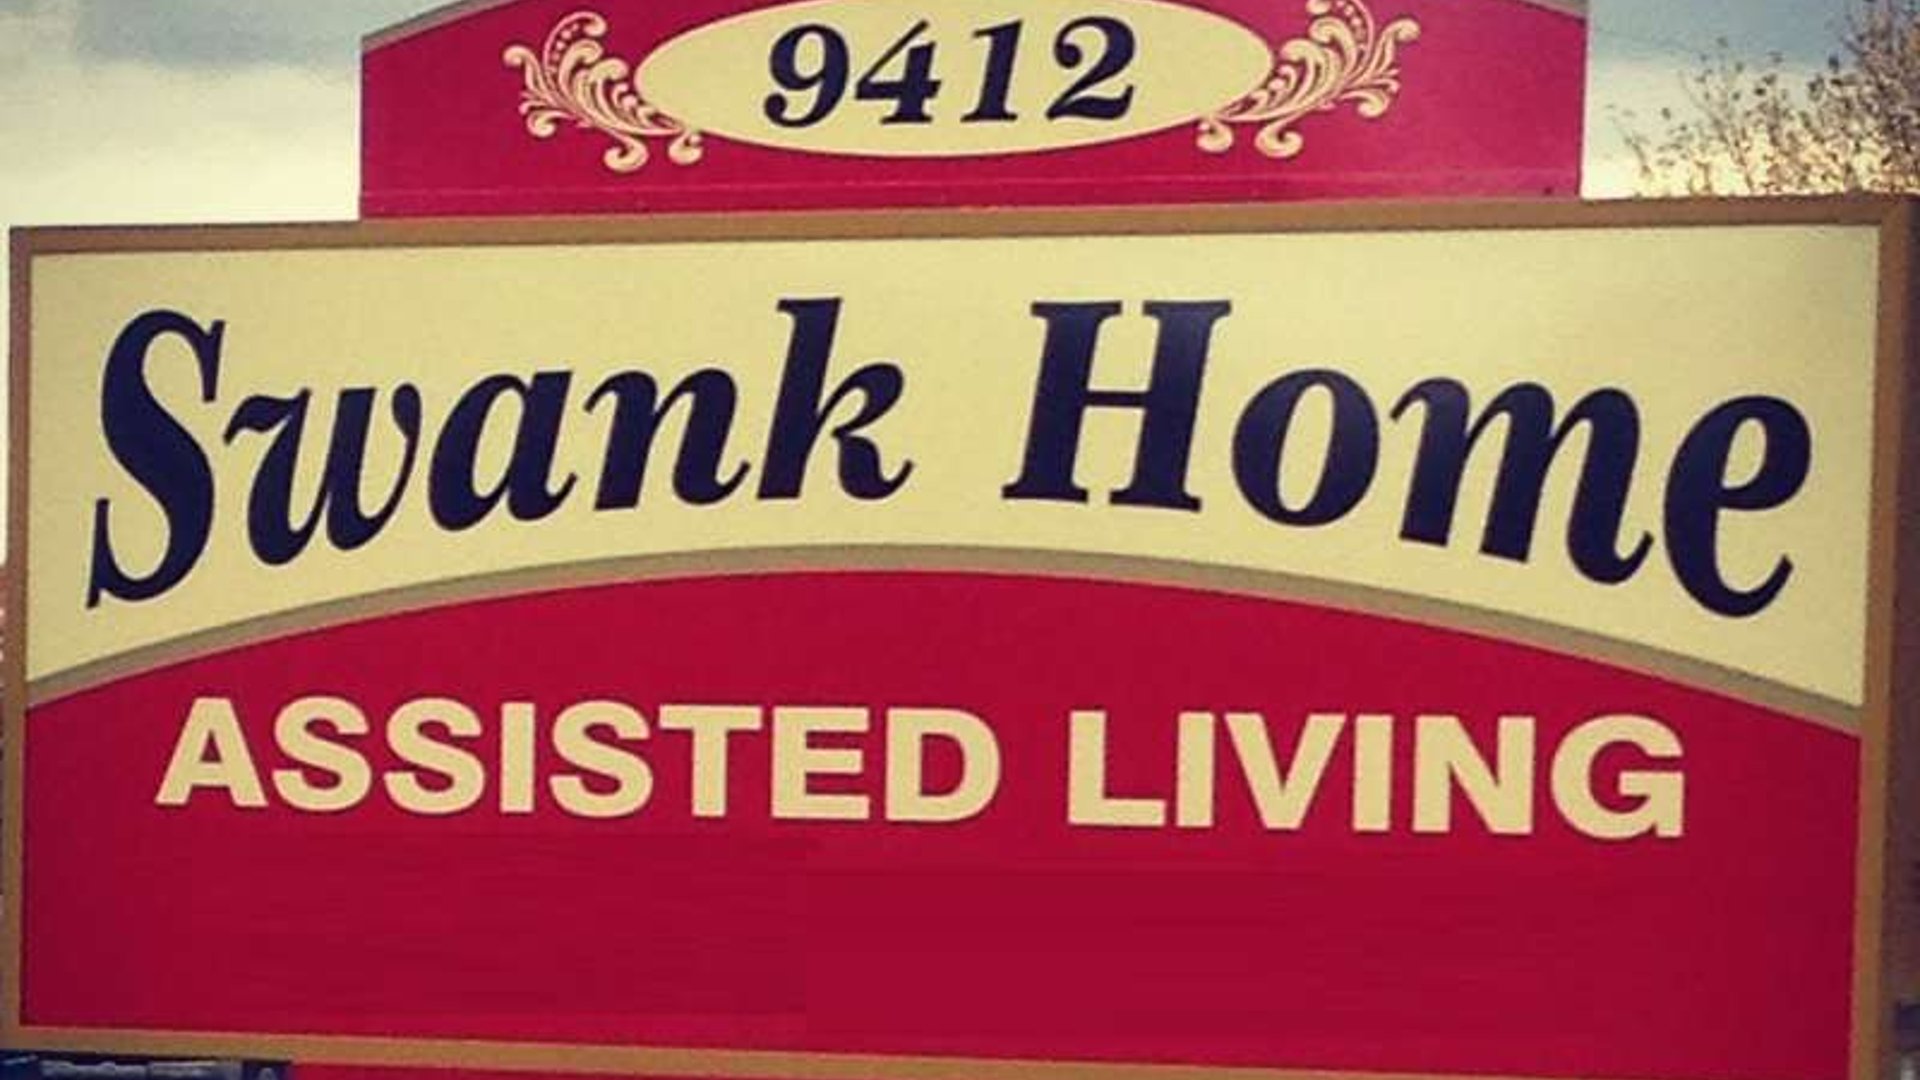 9412
Swank Home
ASSISTED LIVING